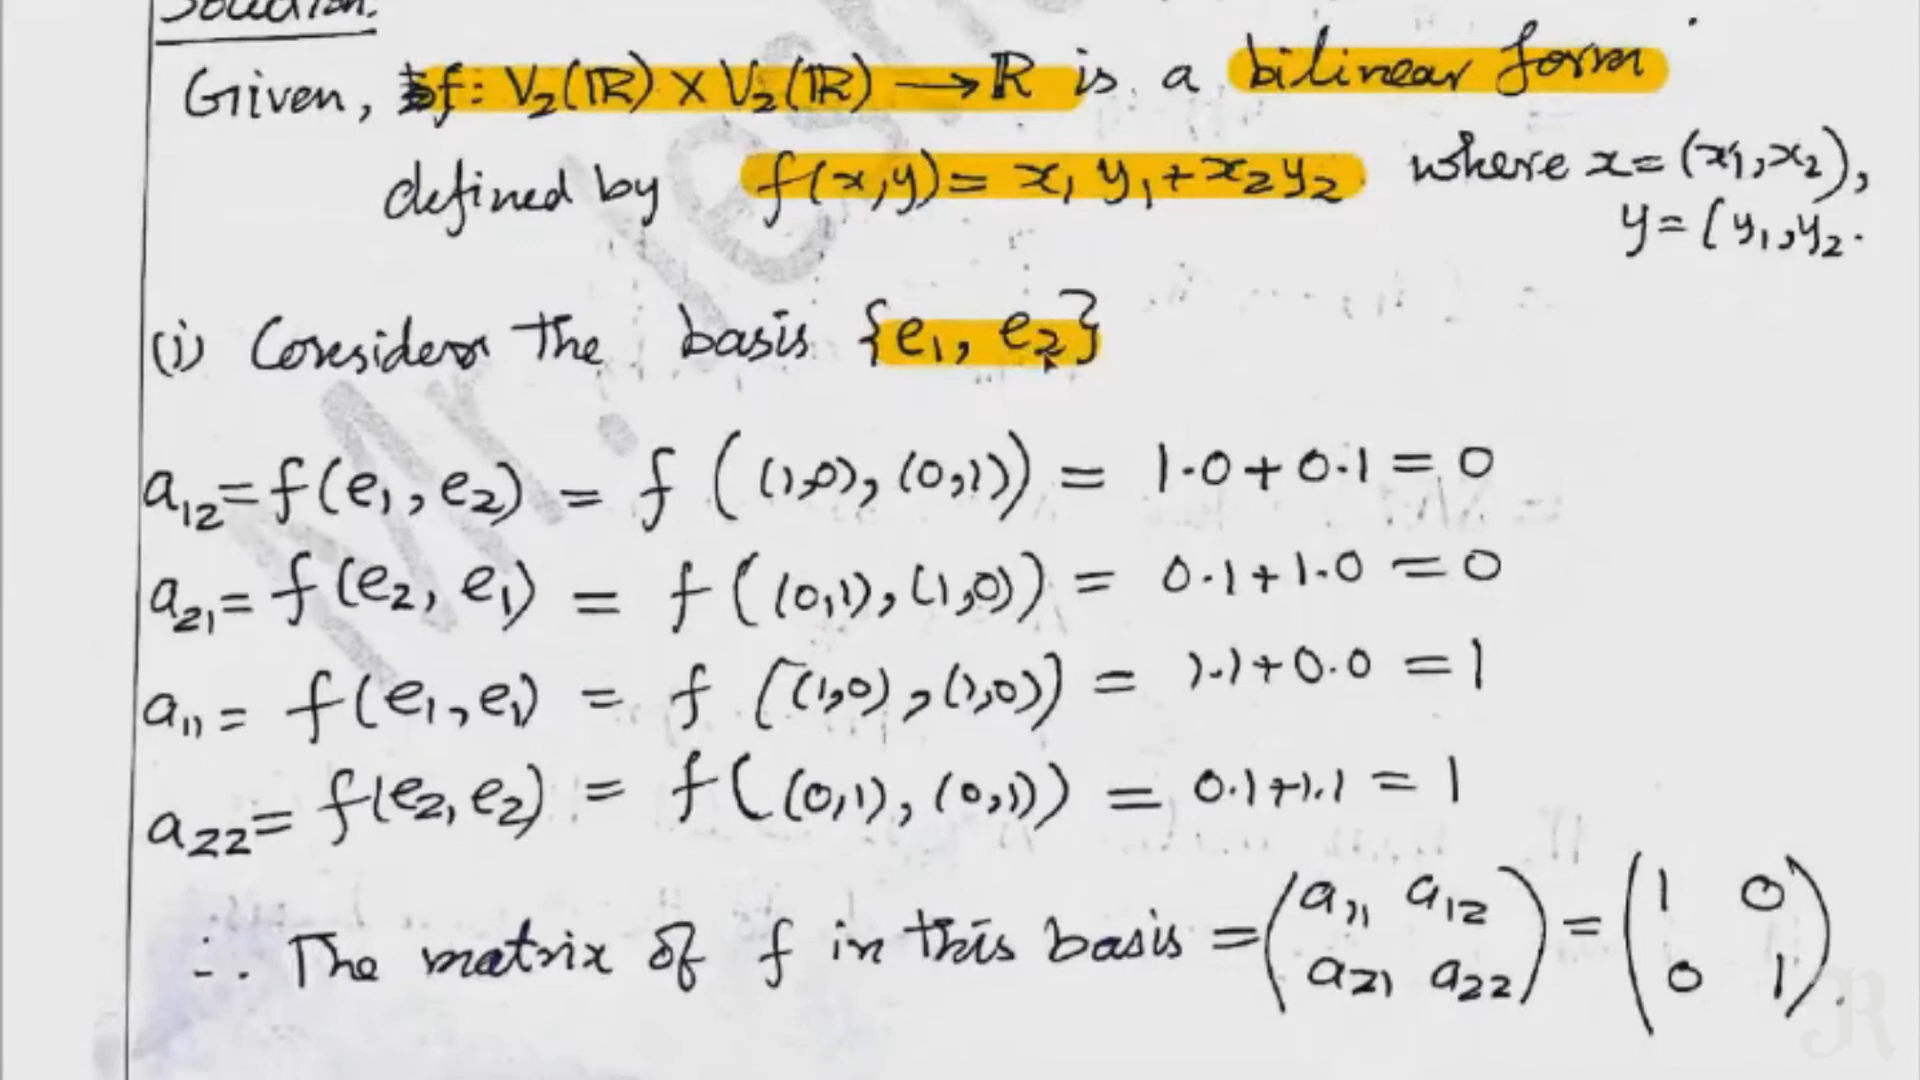 Solution.
Given, f: V₂(ℝ) × V₂(ℝ) → ℝ is a bilinear form
defined by f(x,y) = x₁y₁ + x₂y₂ where x = (x₁,x₂),
y = (y₁,y₂.
(i) Consider the basis {e₁, e₂}
a₁₂ = f(e₁, e₂) = f((1,0), (0,1)) = 1·0+0·1 = 0
a₂₁ = f(e₂, e₁) = f((0,1), (1,0)) = 0·1+1·0 = 0
a₁₁ = f(e₁, e₁) = f((1,0), (1,0)) = 1·1+0·0 = 1
a₂₂ = f(e₂, e₂) = f((0,1), (0,1)) = 0·1+1·1 = 1
∴ The matrix of f in this basis = (a₁₁ a₁₂ = (1 0
a₂₁ a₂₂) 0 1).